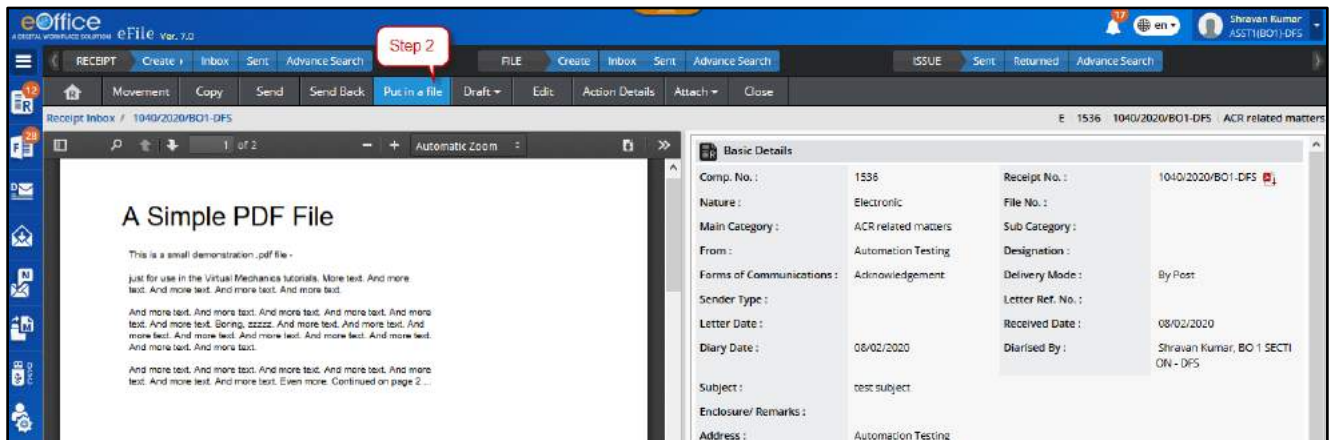 eOffice
A DIGITAL WORKPLACE SOLUTION eFile Ver. 7.0
17 en Shravan Kumar
ASST1(BO1)-DFS
Step 2
RECEIPT Create Inbox Sent Advance Search FILE Create Inbox Sent Advance Search ISSUE Sent Returned Advance Search
12
Movement Copy Send Send Back Put in a file Draft Edit Action Details Attach Close
Receipt Inbox / 1040/2020/BO1-DFS E 1536 1040/2020/BO1-DFS ACR related matters
28
1 of 2 Automatic Zoom
Basic Details
Comp. No. : 1536 Receipt No. : 1040/2020/BO1-DFS
Nature : Electronic File No. :
Main Category : ACR related matters Sub Category :
From : Automation Testing Designation :
Forms of Communications : Acknowledgement Delivery Mode : By Post
Sender Type : Letter Ref. No. :
Letter Date : Received Date : 08/02/2020
Diary Date : 08/02/2020 Diarised By : Shravan Kumar, BO 1 SECTI
ON - DFS
Subject : test subject
Enclosure/ Remarks :
Address : Automation Testing
A Simple PDF File
This is a small demonstration .pdf file -
just for use in the Virtual Mechanics tutorials. More text. And more
text. And more text. And more text. And more text.
And more text. And more text. And more text. And more text. And more
text. And more text. Boring, zzzzz. And more text. And more text. And
more text. And more text. And more text. And more text. And more text.
And more text. And more text.
And more text. And more text. And more text. And more text. And more
text. And more text. And more text. Even more. Continued on page 2 ...